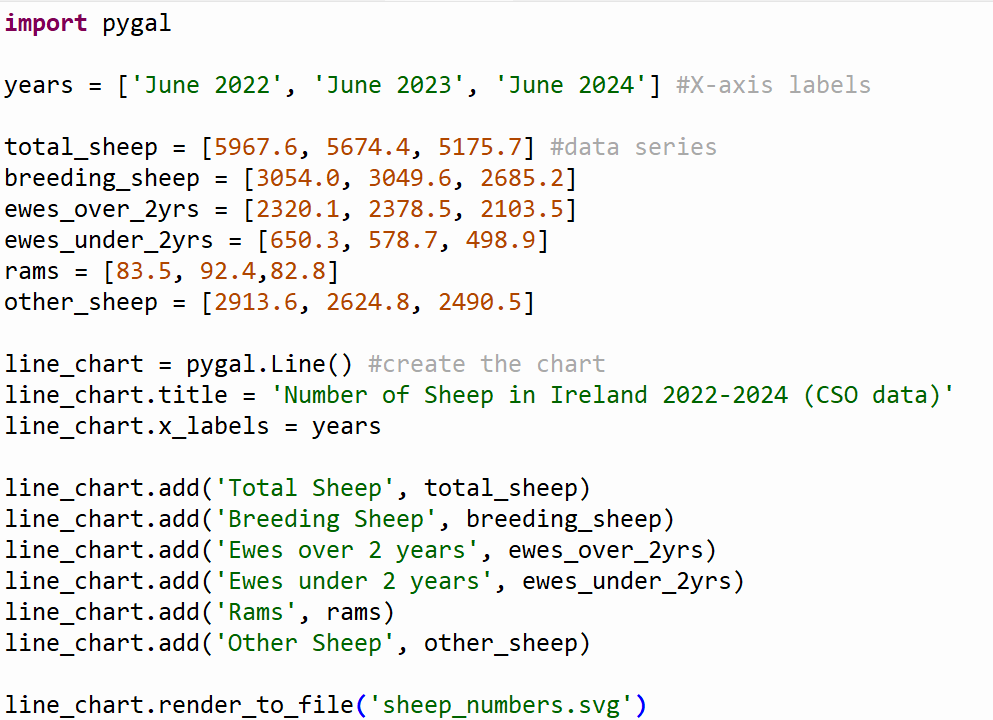 import pygal
years = ['June 2022', 'June 2023', 'June 2024'] #X-axis labels
total_sheep = [5967.6, 5674.4, 5175.7] #data series
breeding_sheep = [3054.0, 3049.6, 2685.2]
ewes_over_2yrs = [2320.1, 2378.5, 2103.5]
ewes_under_2yrs = [650.3, 578.7, 498.9]
rams = [83.5, 92.4,82.8]
other_sheep = [2913.6, 2624.8, 2490.5]
line_chart = pygal.Line() #create the chart
line_chart.title = 'Number of Sheep in Ireland 2022-2024 (CSO data)'
line_chart.x_labels = years
line_chart.add('Total Sheep', total_sheep)
line_chart.add('Breeding Sheep', breeding_sheep)
line_chart.add('Ewes over 2 years', ewes_over_2yrs)
line_chart.add('Ewes under 2 years', ewes_under_2yrs)
line_chart.add('Rams', rams)
line_chart.add('Other Sheep', other_sheep)
line_chart.render_to_file('sheep_numbers.svg')